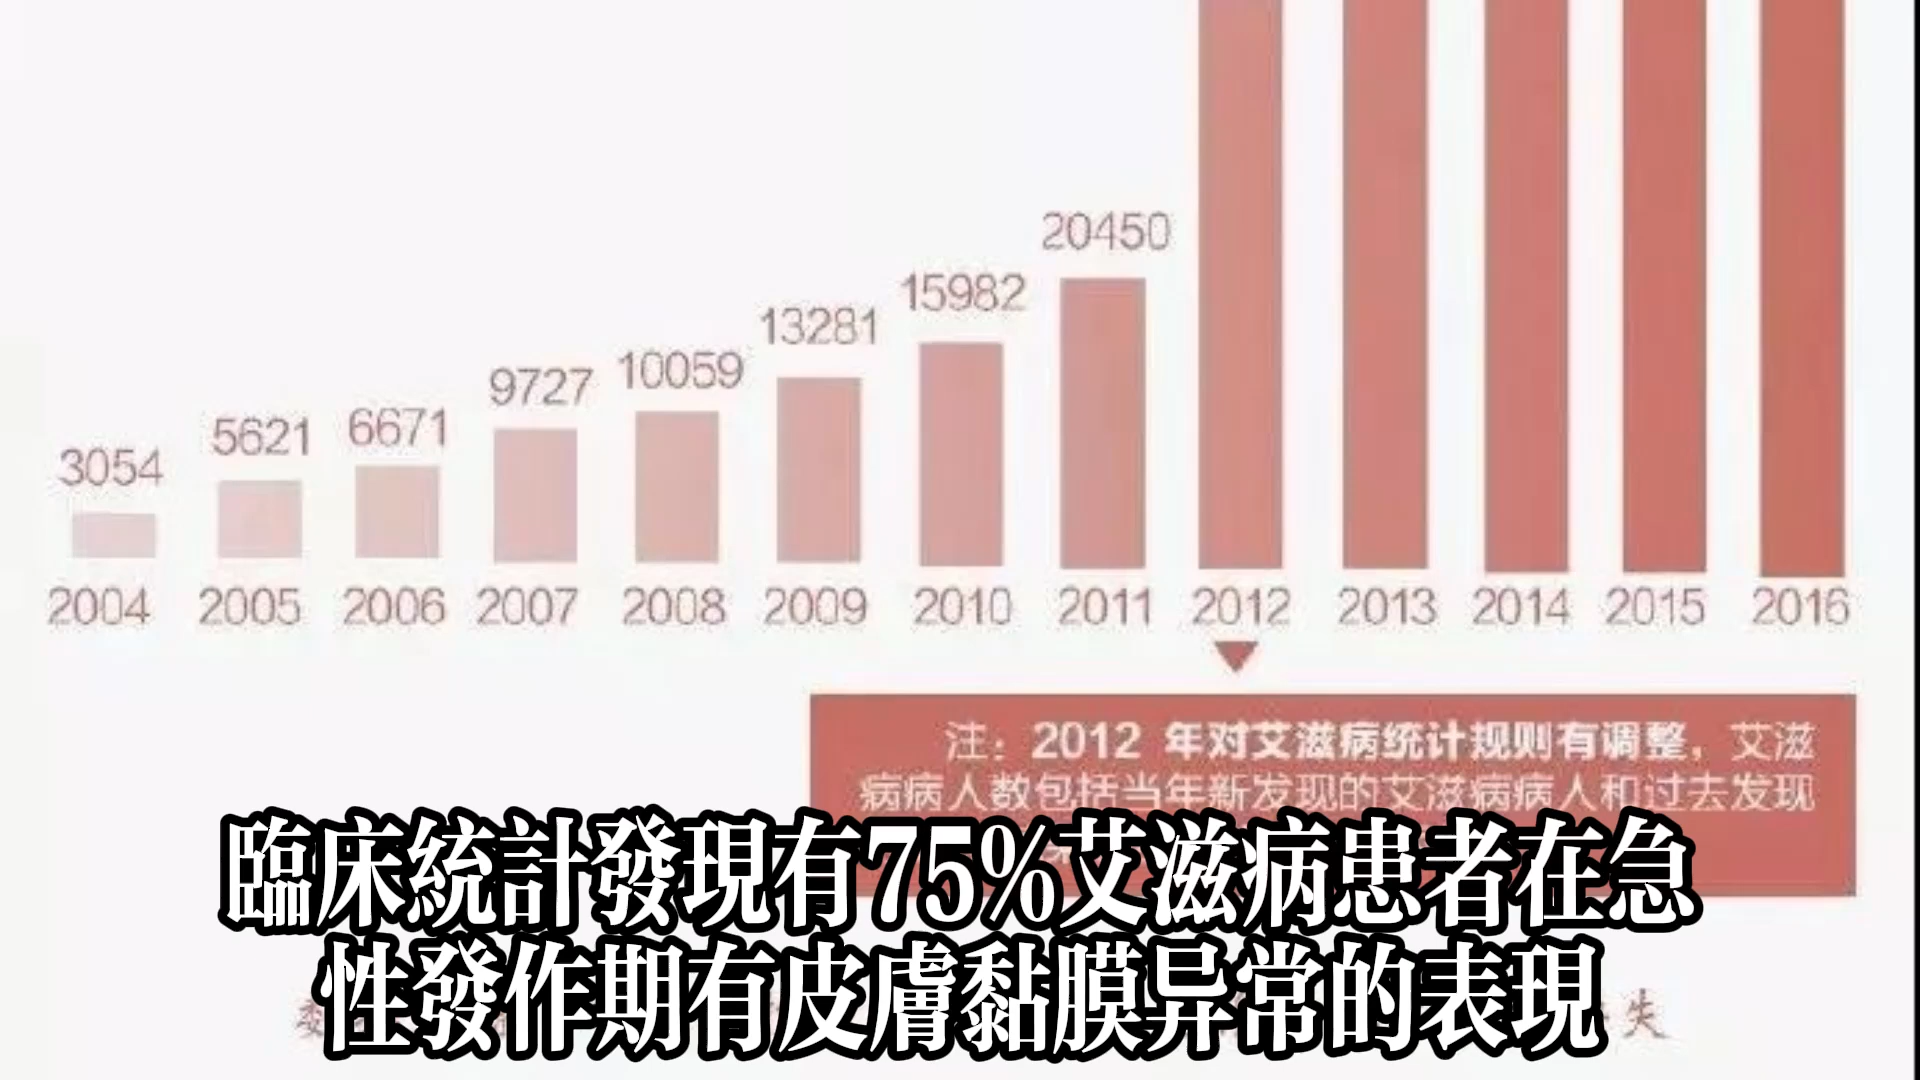 20450
15982
13281
10059
9727
6671
5621
3054
2004 2005 2006 2007 2008 2009 2010 2011 2012 2013 2014 2015 2016
注：2012 年对艾滋病统计规则有调整，艾滋
病病人数包括当年新发现的艾滋病病人和过去发现
臨床統計發現有75%艾滋病患者在急
性發作期有皮膚黏膜异常的表現
失